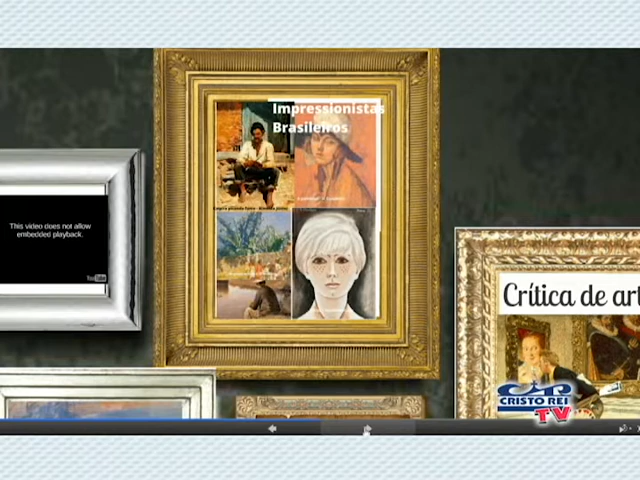 Impressionistas
Brasileiros
This video does not allow
embedded playback.
YouTube
Crítica de art
CRISTO REI
TV